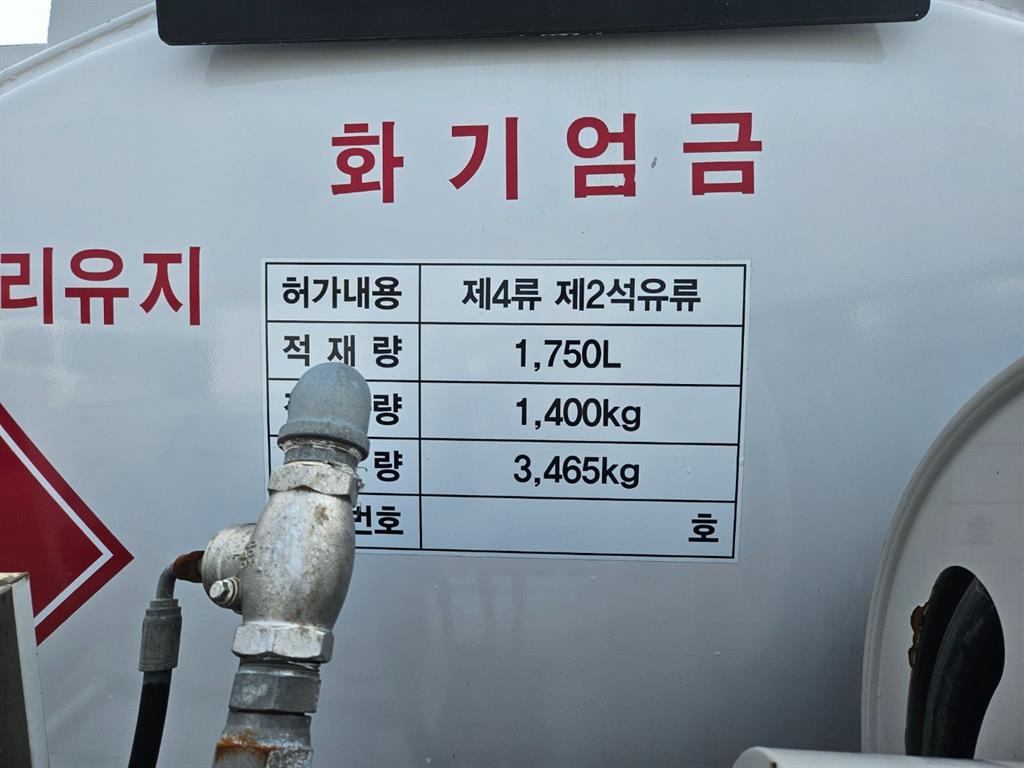 화기엄금
리유지
허가내용 제4류 제2석유류
적재량 1,750L
량 1,400kg
량 3,465kg
번호 호